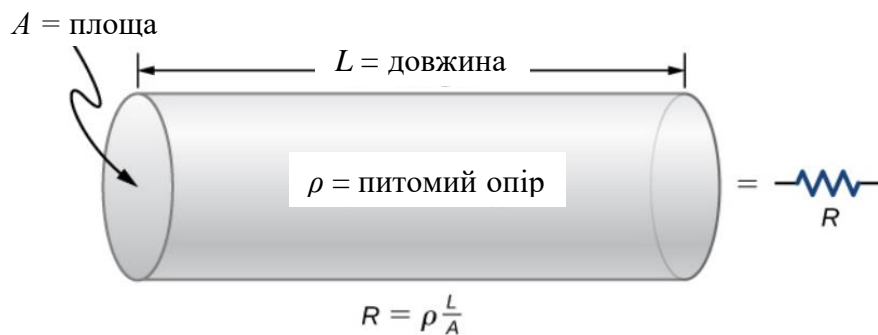 A = площа
L = довжина
ρ = питомий опір
=
R
R = ρ L/A